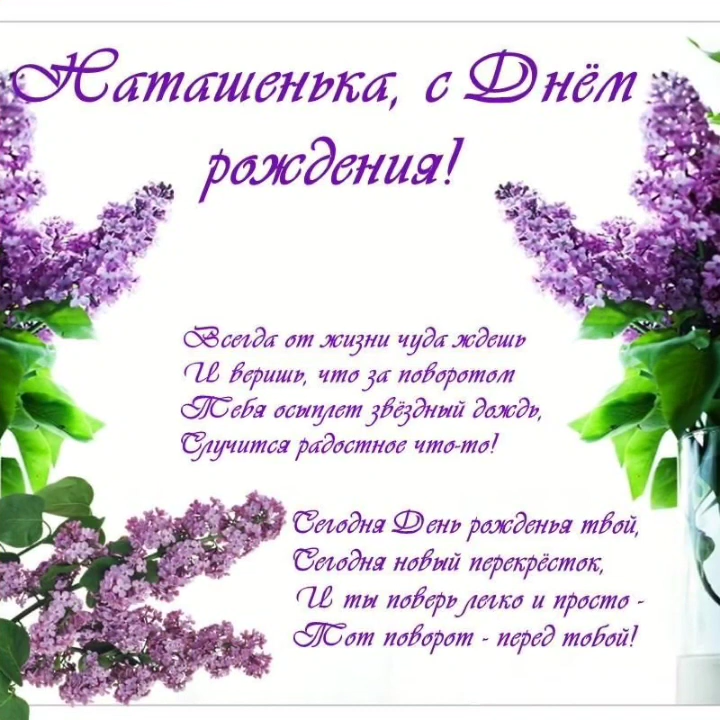 Наташенька, с Днём
рождения!
Всегда от жизни чуда ждешь
И веришь, что за поворотом
Тебя осыплет звёздный дождь,
Случится радостное что-то!
Сегодня День рожденья твой,
Сегодня новый перекрёсток,
И ты поверь легко и просто -
Тот поворот - перед тобой!